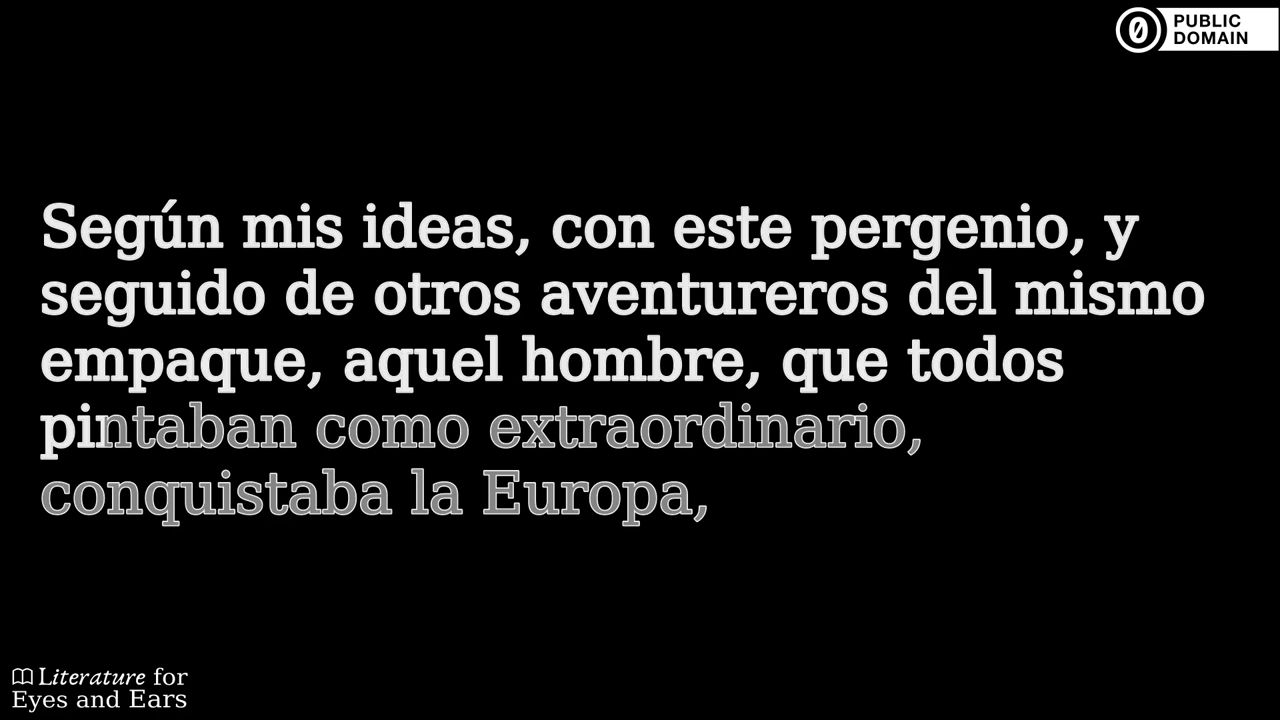 PUBLIC
DOMAIN
Según mis ideas, con este pergenio, y
seguido de otros aventureros del mismo
empaque, aquel hombre, que todos
pintaban como extraordinario,
conquistaba la Europa,
Literature for
Eyes and Ears